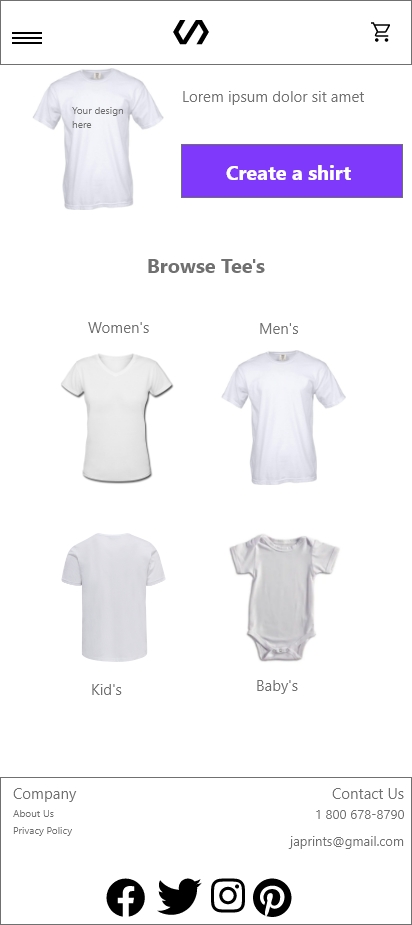 Your design
here
Lorem ipsum dolor sit amet
Create a shirt
Browse Tee's
Women's
Men's
Kid's
Baby's
Company
About Us
Privacy Policy
Contact Us
1 800 678-8790
japrints@gmail.com